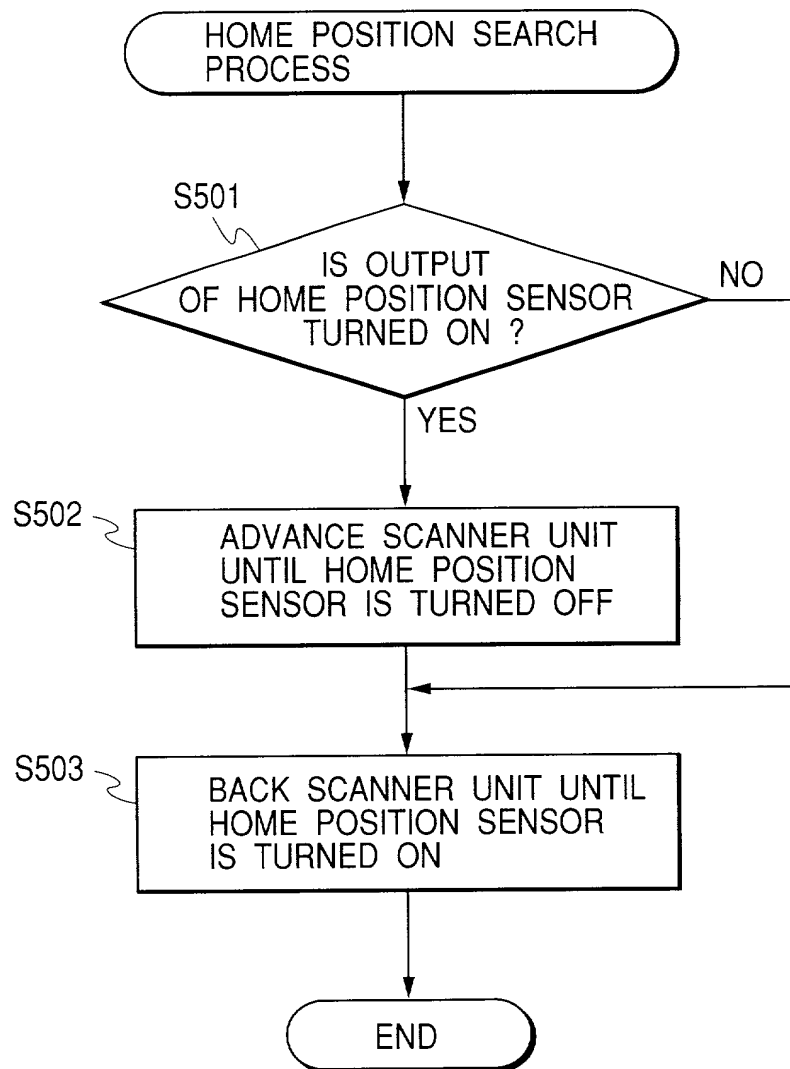 HOME POSITION SEARCH
PROCESS
S501
IS OUTPUT
OF HOME POSITION SENSOR
TURNED ON ?
NO
YES
S502
ADVANCE SCANNER UNIT
UNTIL HOME POSITION
SENSOR IS TURNED OFF
S503
BACK SCANNER UNIT UNTIL
HOME POSITION SENSOR
IS TURNED ON
END